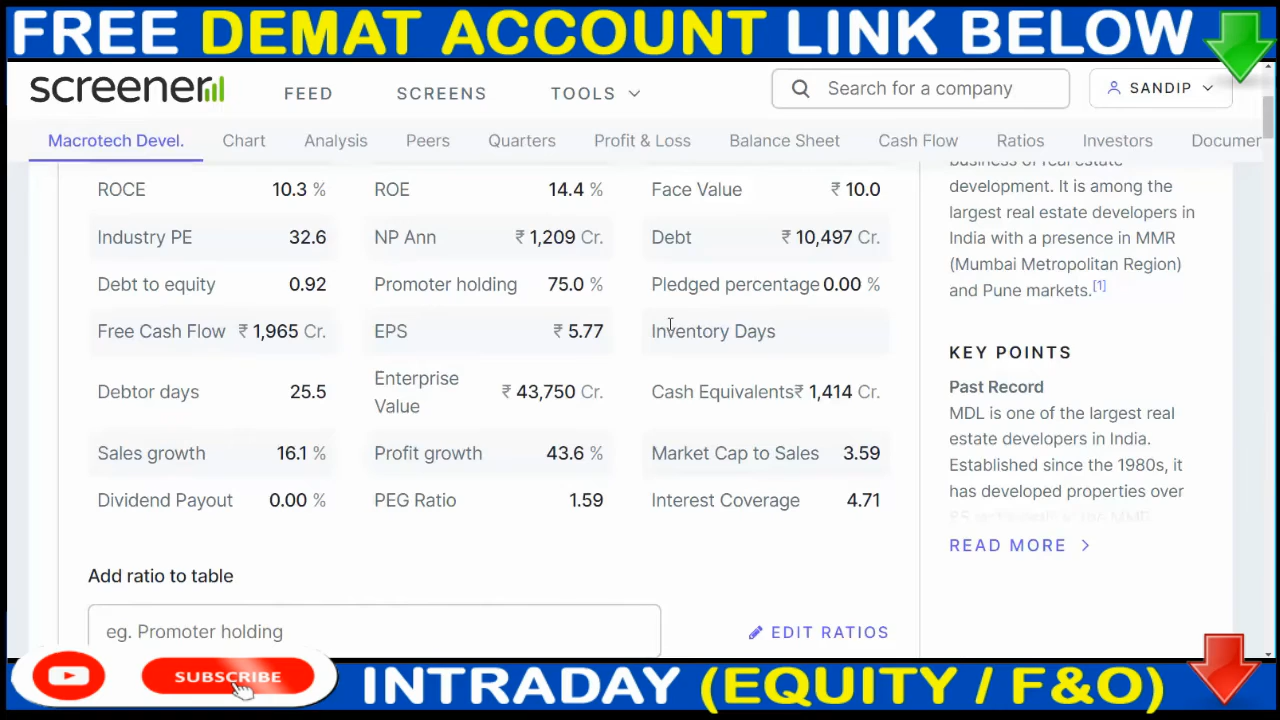 FREE DEMAT ACCOUNT LINK BELOW
screener
FEED SCREENS TOOLS
Search for a company
SANDIP
Macrotech Devel. Chart Analysis Peers Quarters Profit & Loss Balance Sheet Cash Flow Ratios Investors Documen
ROCE 10.3 % ROE 14.4 % Face Value ₹ 10.0
Industry PE 32.6 NP Ann ₹ 1,209 Cr. Debt ₹ 10,497 Cr.
Debt to equity 0.92 Promoter holding 75.0 % Pledged percentage 0.00 %
Free Cash Flow ₹ 1,965 Cr. EPS ₹ 5.77 Inventory Days
Debtor days 25.5 Enterprise Value ₹ 43,750 Cr. Cash Equivalents ₹ 1,414 Cr.
Sales growth 16.1 % Profit growth 43.6 % Market Cap to Sales 3.59
Dividend Payout 0.00 % PEG Ratio 1.59 Interest Coverage 4.71
Add ratio to table
eg. Promoter holding
EDIT RATIOS
business of real estate
development. It is among the
largest real estate developers in
India with a presence in MMR
(Mumbai Metropolitan Region)
and Pune markets.[1]
KEY POINTS
Past Record
MDL is one of the largest real
estate developers in India.
Established since the 1980s, it
has developed properties over
READ MORE
SUBSCRIBE
INTRADAY (EQUITY / F&O)